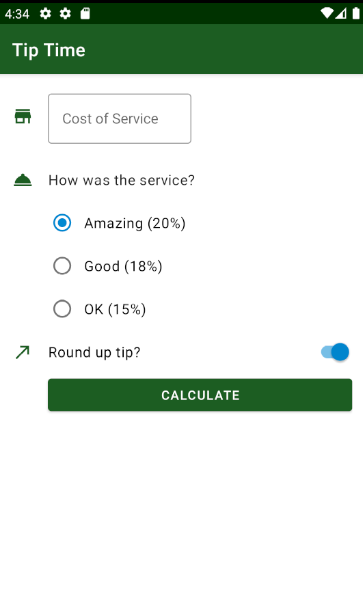 4:34
Tip Time
Cost of Service
How was the service?
Amazing (20%)
Good (18%)
OK (15%)
Round up tip?
CALCULATE